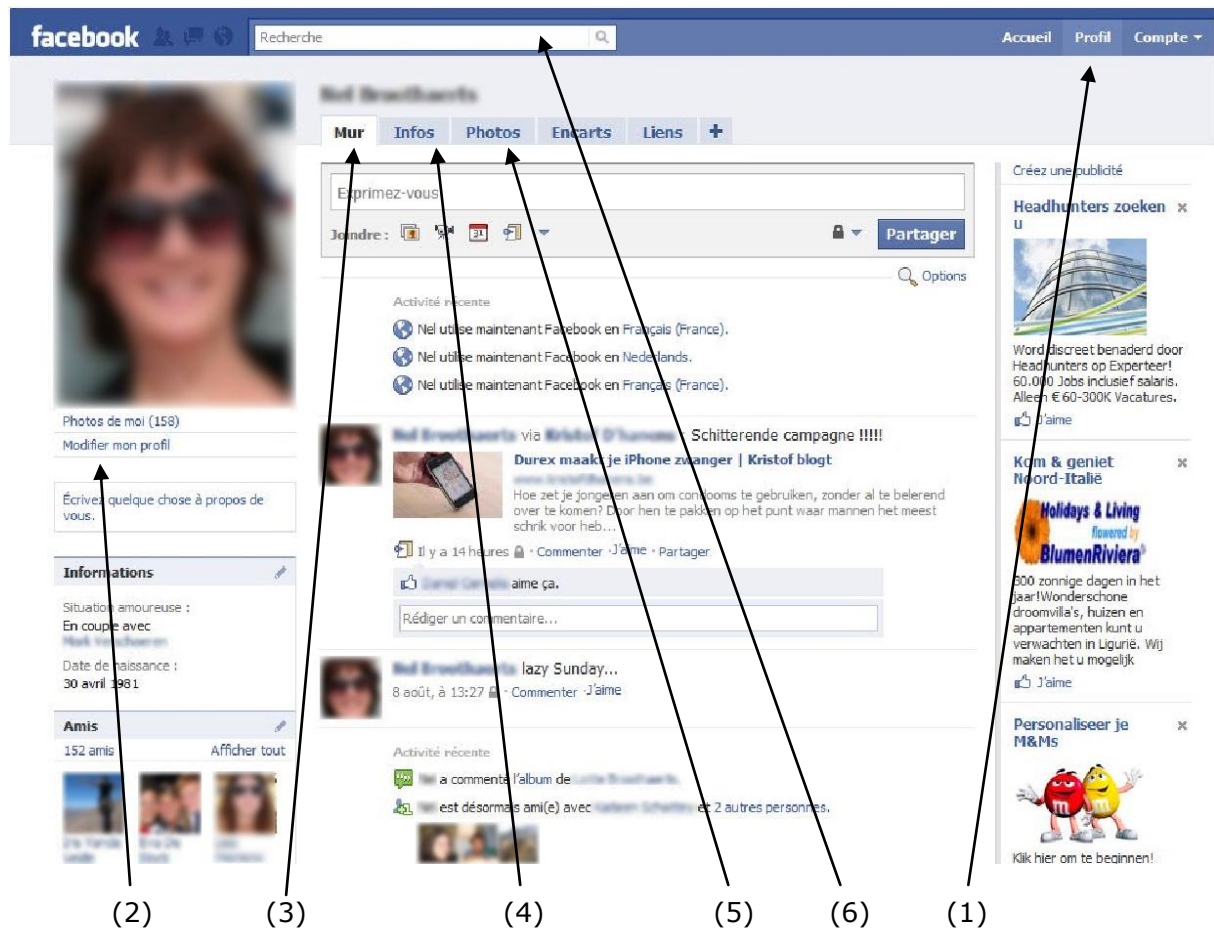 facebook Recherche Accueil Profil Compte
Mur Infos Photos Encarts Liens +
Exprimez-vous
Joindre : 31 Partager
Options
Activité récente
Nel utilise maintenant Facebook en Français (France).
Nel utilise maintenant Facebook en Nederlands.
Nel utilise maintenant Facebook en Français (France).
Photos de moi (158)
Modifier mon profil
Écrivez quelque chose à propos de
vous.
Informations
Situation amoureuse :
En couple avec
Date de naissance :
30 avril 1981
Amis
152 amis Afficher tout
via Schitterende campagne !!!!!
Durex maakt je iPhone zwanger | Kristof blogt
Hoe zet je jongeren aan om condooms te gebruiken, zonder al te belerend
over te komen? Door hen te pakken op het punt waar mannen het meest
schrik voor heb...
Il y a 14 heures · Commenter · J'aime · Partager
aime ça.
Rédiger un commentaire...
lazy Sunday...
8 août, à 13:27 · Commenter · J'aime
Activité récente
a commenté l'album de
est désormais ami(e) avec et 2 autres personnes.
Créez une publicité
Headhunters zoeken x
u
Word discreet benaderd door
Headhunters op Experteer!
60.000 Jobs inclusief salaris.
Alleen € 60-300K Vacatures.
J'aime
Kom & geniet x
Noord-Italië
Holidays & Living
flowered by
BlumenRiviera®
300 zonnige dagen in het
jaar!Wonderschone
droomvilla's, huizen en
appartementen kunt u
verwachten in Ligurië. Wij
maken het u mogelijk
J'aime
Personaliseer je x
M&Ms
m m
Klik hier om te beginnen!
(2) (3) (4) (5) (6) (1)